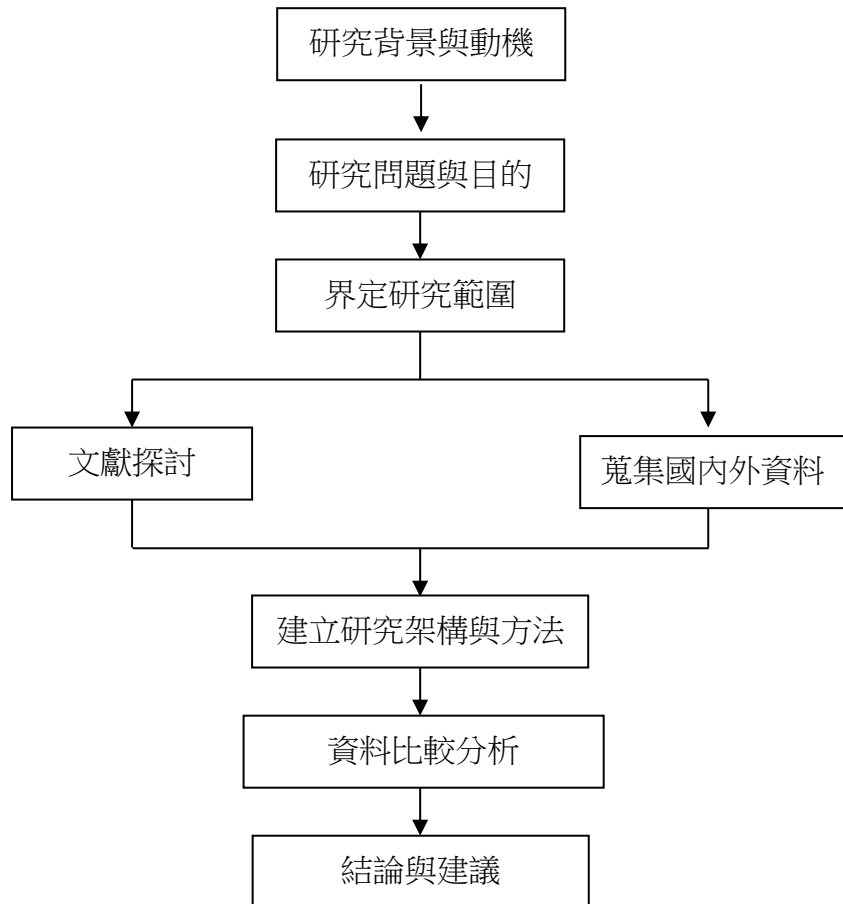 研究背景與動機
研究問題與目的
界定研究範圍
文獻探討
蒐集國內外資料
建立研究架構與方法
資料比較分析
結論與建議